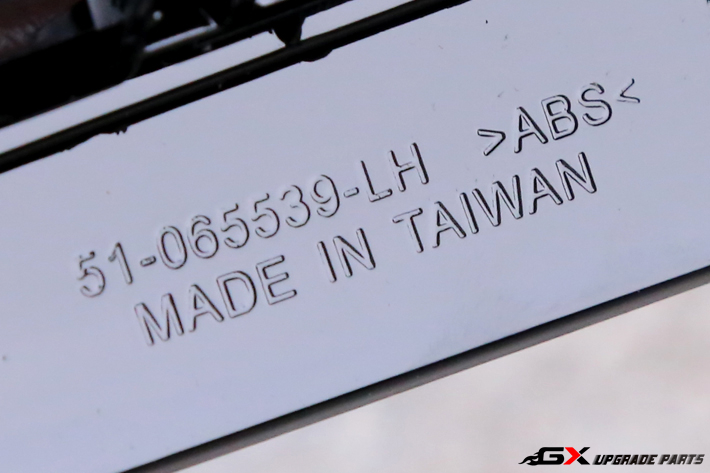 51-065539-LH >ABS<
MADE IN TAIWAN
GX UPGRADE PARTS